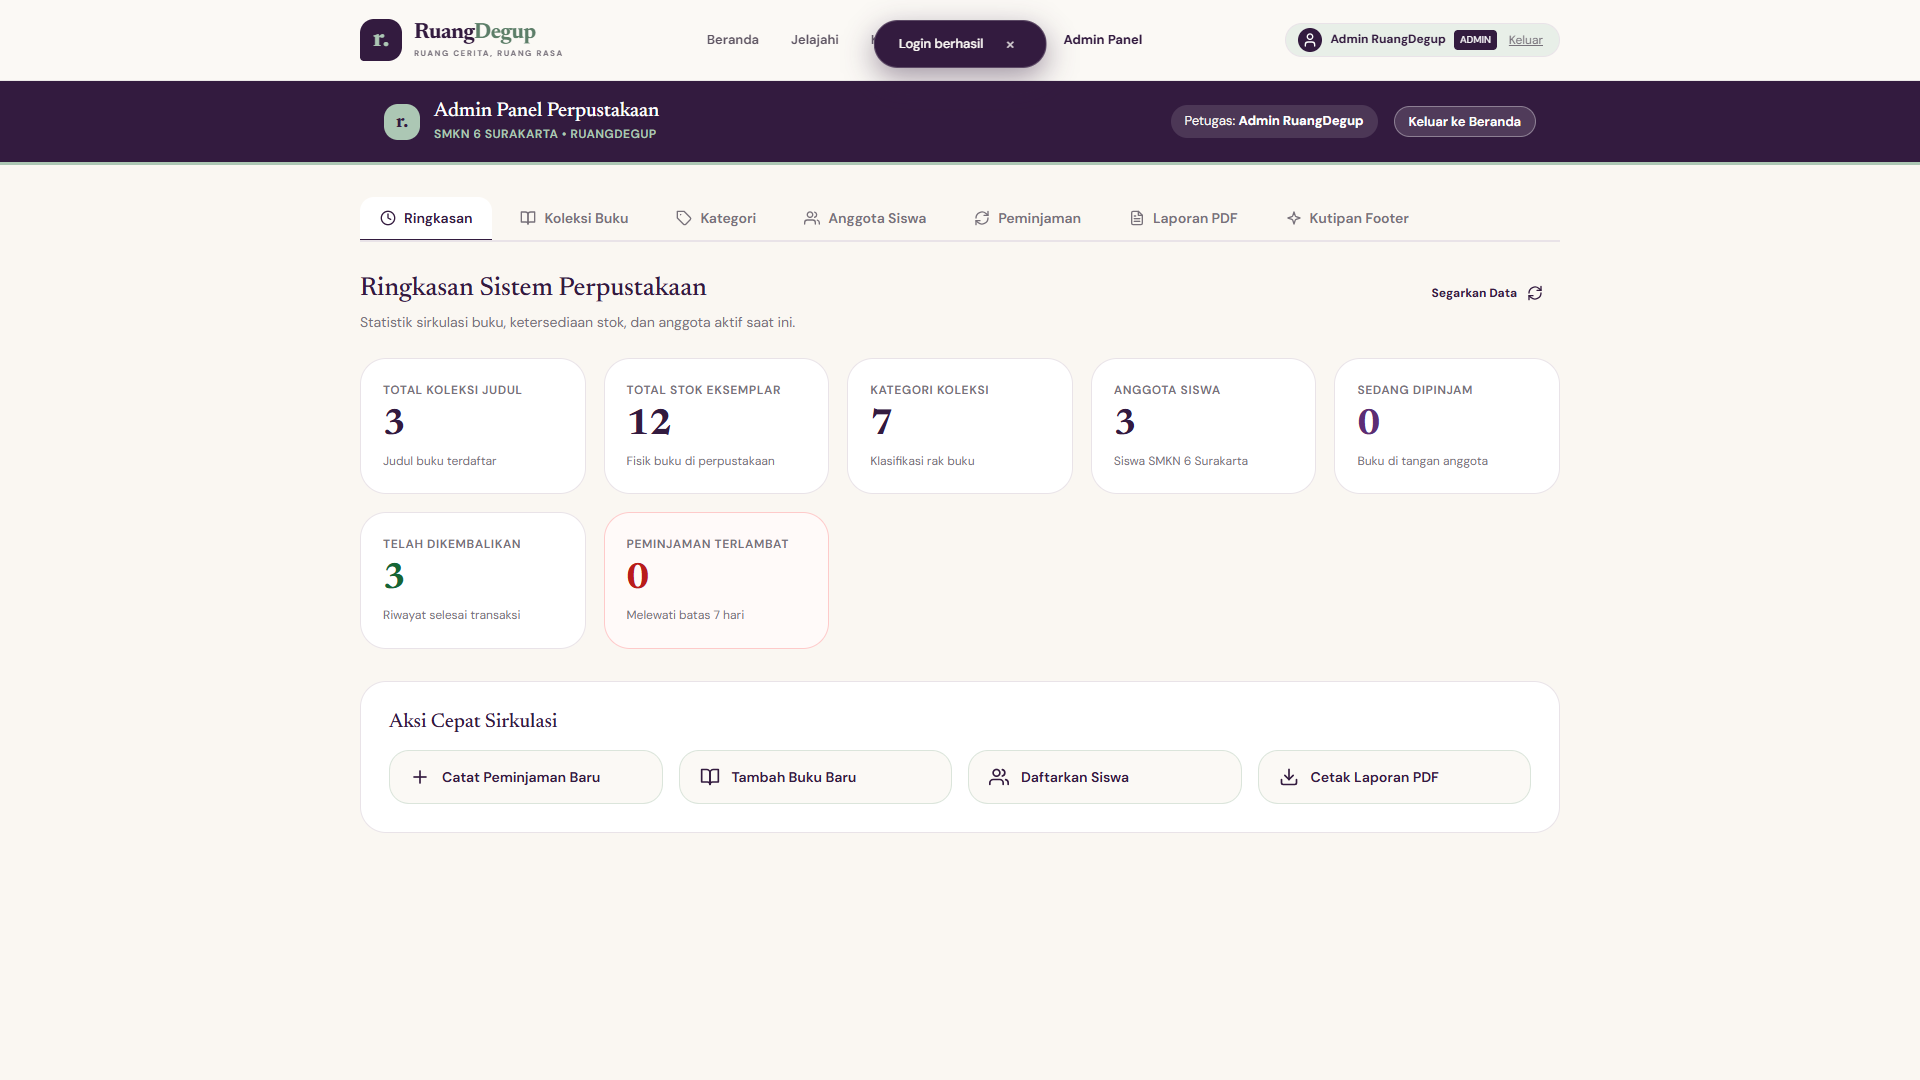 r.
RuangDegup
RUANG CERITA, RUANG RASA
Beranda
Jelajahi
Login berhasil ×
Admin Panel
Admin RuangDegup ADMIN Keluar
r.
Admin Panel Perpustakaan
SMKN 6 SURAKARTA • RUANGDEGUP
Petugas: Admin RuangDegup
Keluar ke Beranda
Ringkasan
Koleksi Buku
Kategori
Anggota Siswa
Peminjaman
Laporan PDF
Kutipan Footer
Ringkasan Sistem Perpustakaan
Statistik sirkulasi buku, ketersediaan stok, dan anggota aktif saat ini.
Segarkan Data
TOTAL KOLEKSI JUDUL
3
Judul buku terdaftar
TOTAL STOK EKSEMPLAR
12
Fisik buku di perpustakaan
KATEGORI KOLEKSI
7
Klasifikasi rak buku
ANGGOTA SISWA
3
Siswa SMKN 6 Surakarta
SEDANG DIPINJAM
0
Buku di tangan anggota
TELAH DIKEMBALIKAN
3
Riwayat selesai transaksi
PEMINJAMAN TERLAMBAT
0
Melewati batas 7 hari
Aksi Cepat Sirkulasi
Catat Peminjaman Baru
Tambah Buku Baru
Daftarkan Siswa
Cetak Laporan PDF